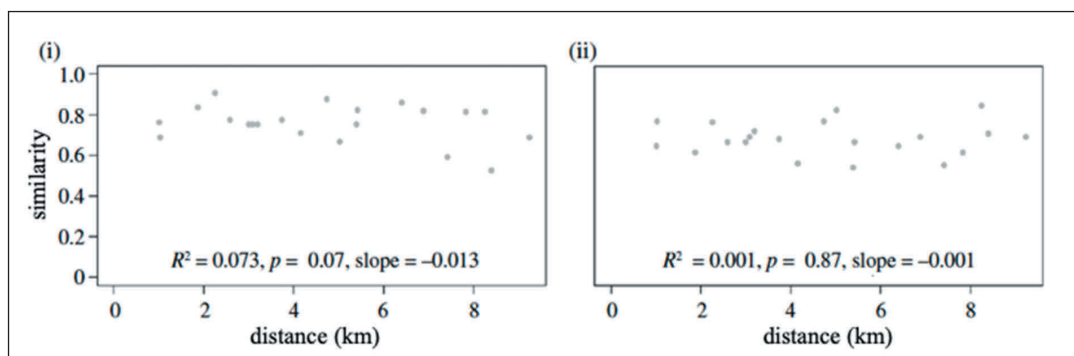 (i)
1.0
0.8
0.6
0.4
0.2
0
similarity
R² = 0.073, p = 0.07, slope = –0.013
0 2 4 6 8
distance (km)
(ii)
R² = 0.001, p = 0.87, slope = –0.001
0 2 4 6 8
distance (km)